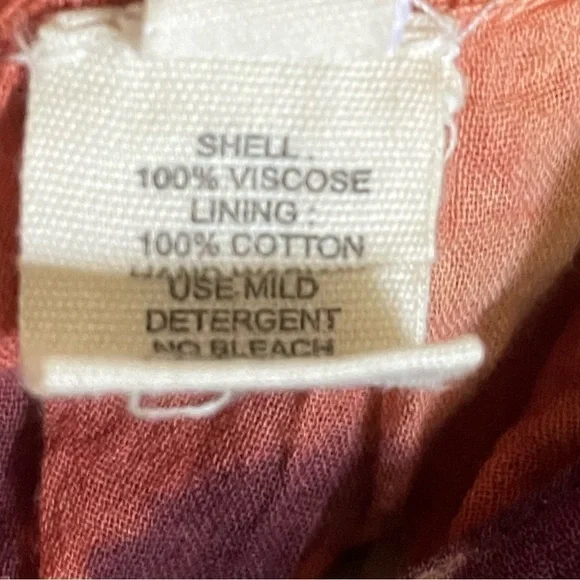 SHELL :
100% VISCOSE
LINING :
100% COTTON
USE MILD
DETERGENT
NO BLEACH